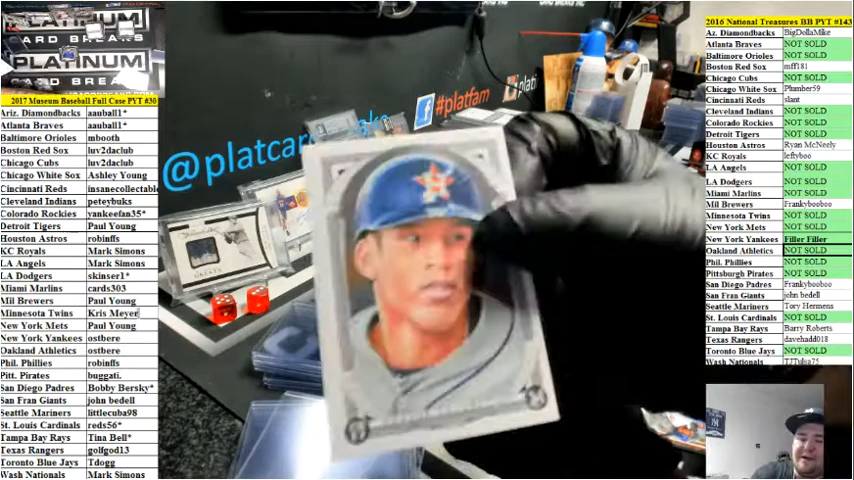 PLATINUM
CARD BREAKS
PLATINUM
CARD BREAKS
2017 Museum Baseball Full Case PYT #30
Ariz. Diamondbacks aauball1*
Atlanta Braves aauball1*
Baltimore Orioles mbooth
Boston Red Sox luv2daclub
Chicago Cubs luv2daclub
Chicago White Sox Ashley Young
Cincinnati Reds insanecollectable
Cleveland Indians peteybuks
Colorado Rockies yankeefan35*
Detroit Tigers Paul Young
Houston Astros robinffs
KC Royals Mark Simons
LA Angels Mark Simons
LA Dodgers skinser1*
Miami Marlins cards303
Mil Brewers Paul Young
Minnesota Twins Kris Meyer
New York Mets Paul Young
New York Yankees ostbere
Oakland Athletics ostbere
Phil. Phillies robinffs
Pitt. Pirates buggati.
San Diego Padres Bobby Bersky*
San Fran Giants john bedell
Seattle Mariners littlecuba98
St. Louis Cardinals reds56*
Tampa Bay Rays Tina Bell*
Texas Rangers golfgod13
Toronto Blue Jays Tdogg
Wash Nationals Mark Simons
#platfam
@platcar
plati
H
GREATS
2016 National Treasures BB PYT #143
Az. Diamondbacks BigDollaMike
Atlanta Braves NOT SOLD
Baltimore Orioles NOT SOLD
Boston Red Sox mff181
Chicago Cubs NOT SOLD
Chicago White Sox Plumber59
Cincinnati Reds slant
Cleveland Indians NOT SOLD
Colorado Rockies NOT SOLD
Detroit Tigers NOT SOLD
Houston Astros Ryan McNeely
KC Royals leftyboo
LA Angels NOT SOLD
LA Dodgers NOT SOLD
Miami Marlins NOT SOLD
Mil Brewers Frankybooboo
Minnesota Twins NOT SOLD
New York Mets NOT SOLD
New York Yankees Filler Filler
Oakland Athletics NOT SOLD
Phil. Phillies NOT SOLD
Pittsburgh Pirates NOT SOLD
San Diego Padres Frankybooboo
San Fran Giants john bedell
Seattle Mariners Tory Hermens
St. Louis Cardinals NOT SOLD
Tampa Bay Rays Barry Roberts
Texas Rangers davehadd018
Toronto Blue Jays NOT SOLD
Wash Nationals TJTulsa75